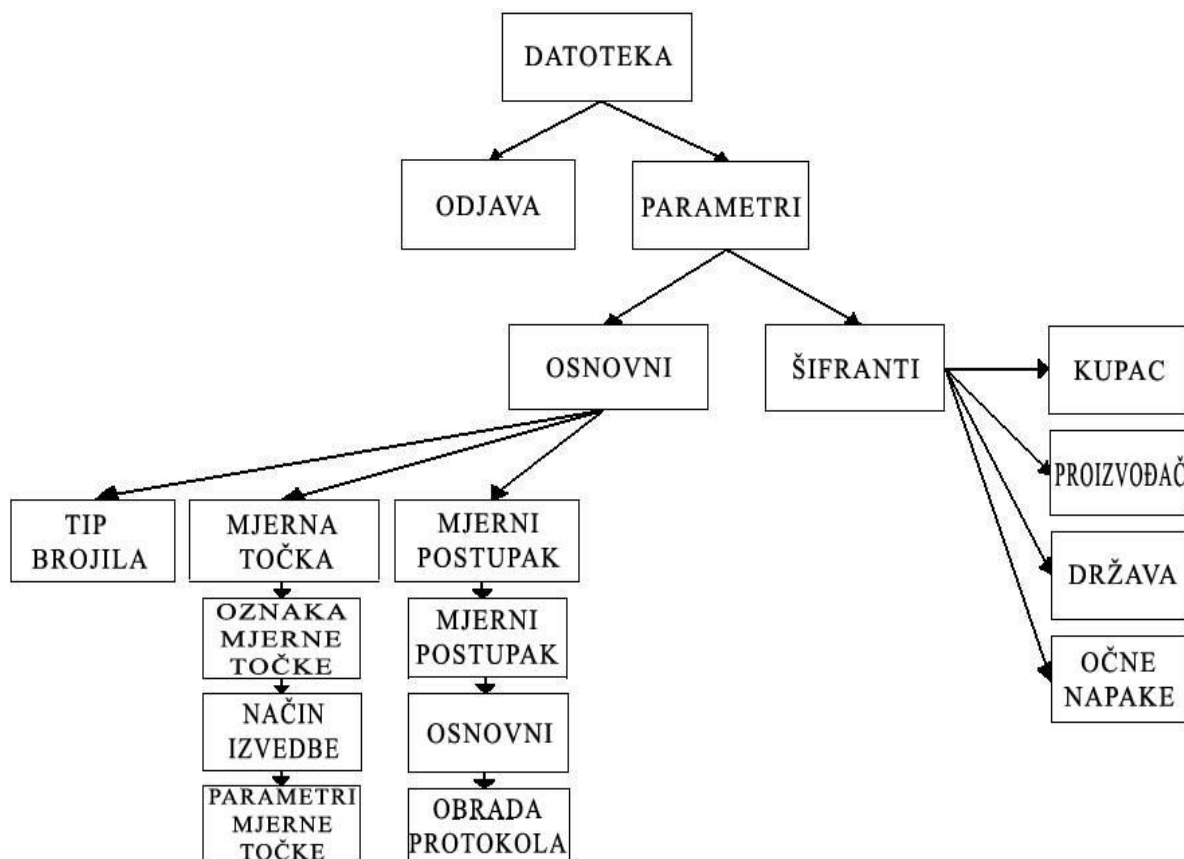 DATOTEKA
ODJAVA
PARAMETRI
OSNOVNI
ŠIFRANTI
KUPAC
PROIZVOĐAČ
DRŽAVA
OČNE
NAPAKE
TIP
BROJILA
MJERNA
TOČKA
MJERNI
POSTUPAK
OZNAKA
MJERNE
TOČKE
MJERNI
POSTUPAK
NAČIN
IZVEDBE
OSNOVNI
PARAMETRI
MJERNE
TOČKE
OBRADA
PROTOKOLA